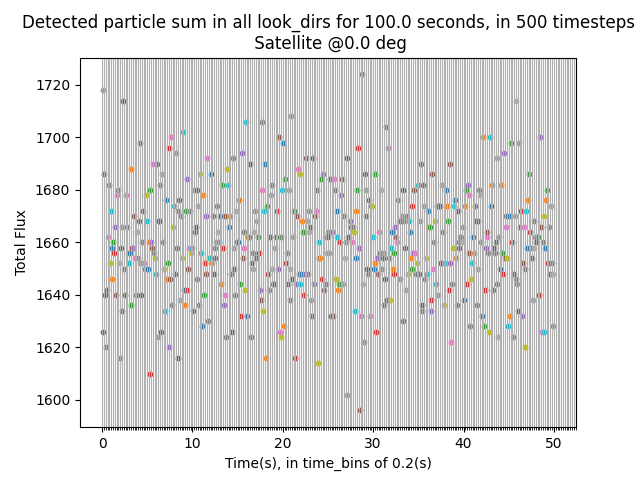 Detected particle sum in all look_dirs for 100.0 seconds, in 500 timesteps
Satellite @0.0 deg
Total Flux
1720
1700
1680
1660
1640
1620
1600
0 10 20 30 40 50
Time(s), in time_bins of 0.2(s)